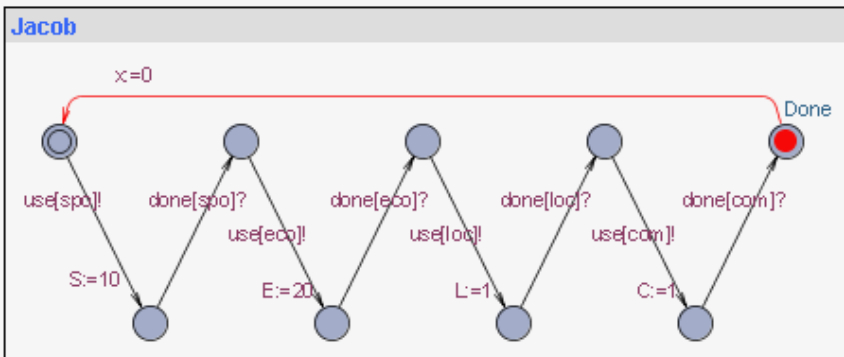 Jacob
x:=0
Done
use[spo]!
done[spo]?
done[eco]?
done[loc]?
done[com]?
use[eco]!
use[loc]!
use[com]!
S:=10
E:=20
L:=1
C:=1